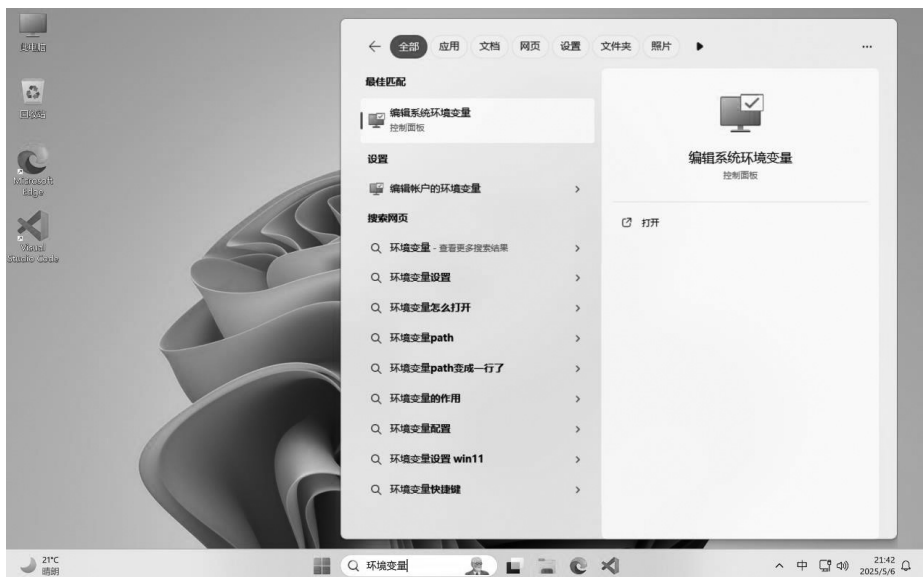 此电脑
回收站
Microsoft
Edge
Visual
Studio Code
全部 应用 文档 网页 设置 文件夹 照片
最佳匹配
编辑系统环境变量
控制面板
设置
编辑帐户的环境变量
搜索网页
环境变量 - 查看更多搜索结果
环境变量设置
环境变量怎么打开
环境变量path
环境变量path变成一行了
环境变量的作用
环境变量配置
环境变量设置 win11
环境变量快捷键
编辑系统环境变量
控制面板
打开
21°C
晴朗
环境变量
中
21:42
2025/5/6